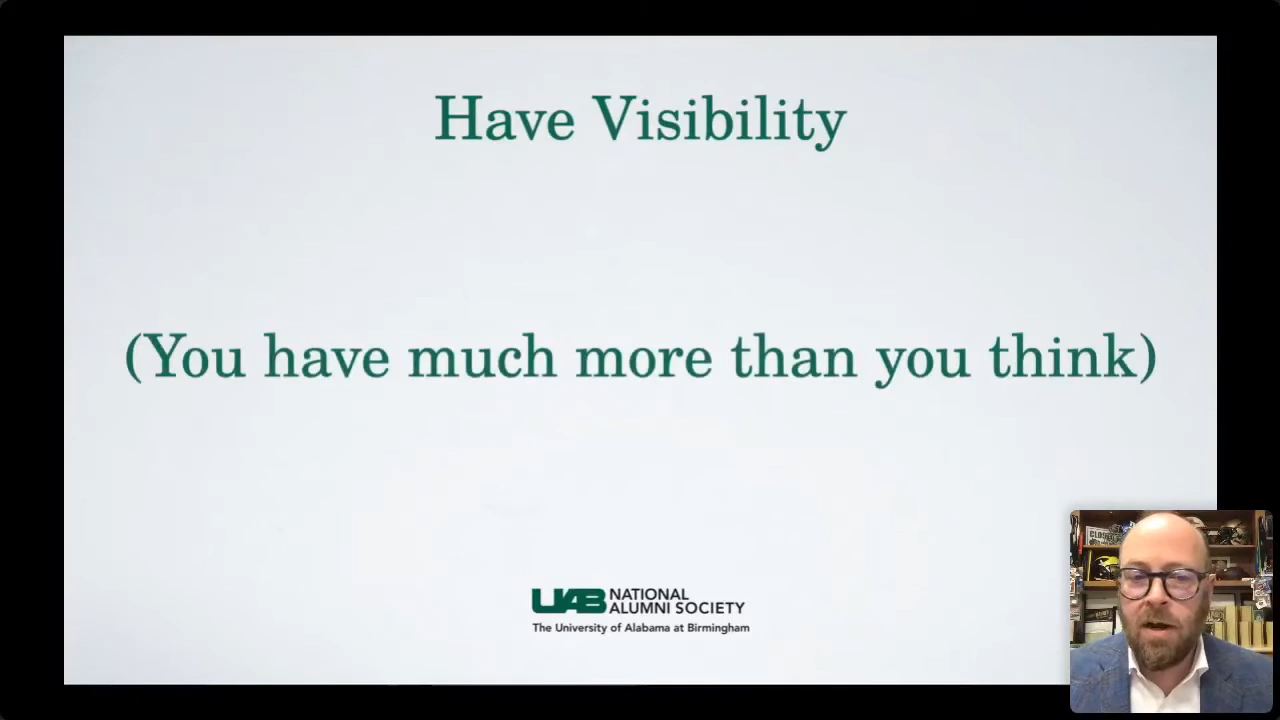 Have Visibility
(You have much more than you think)
UAB NATIONAL
ALUMNI SOCIETY
The University of Alabama at Birmingham